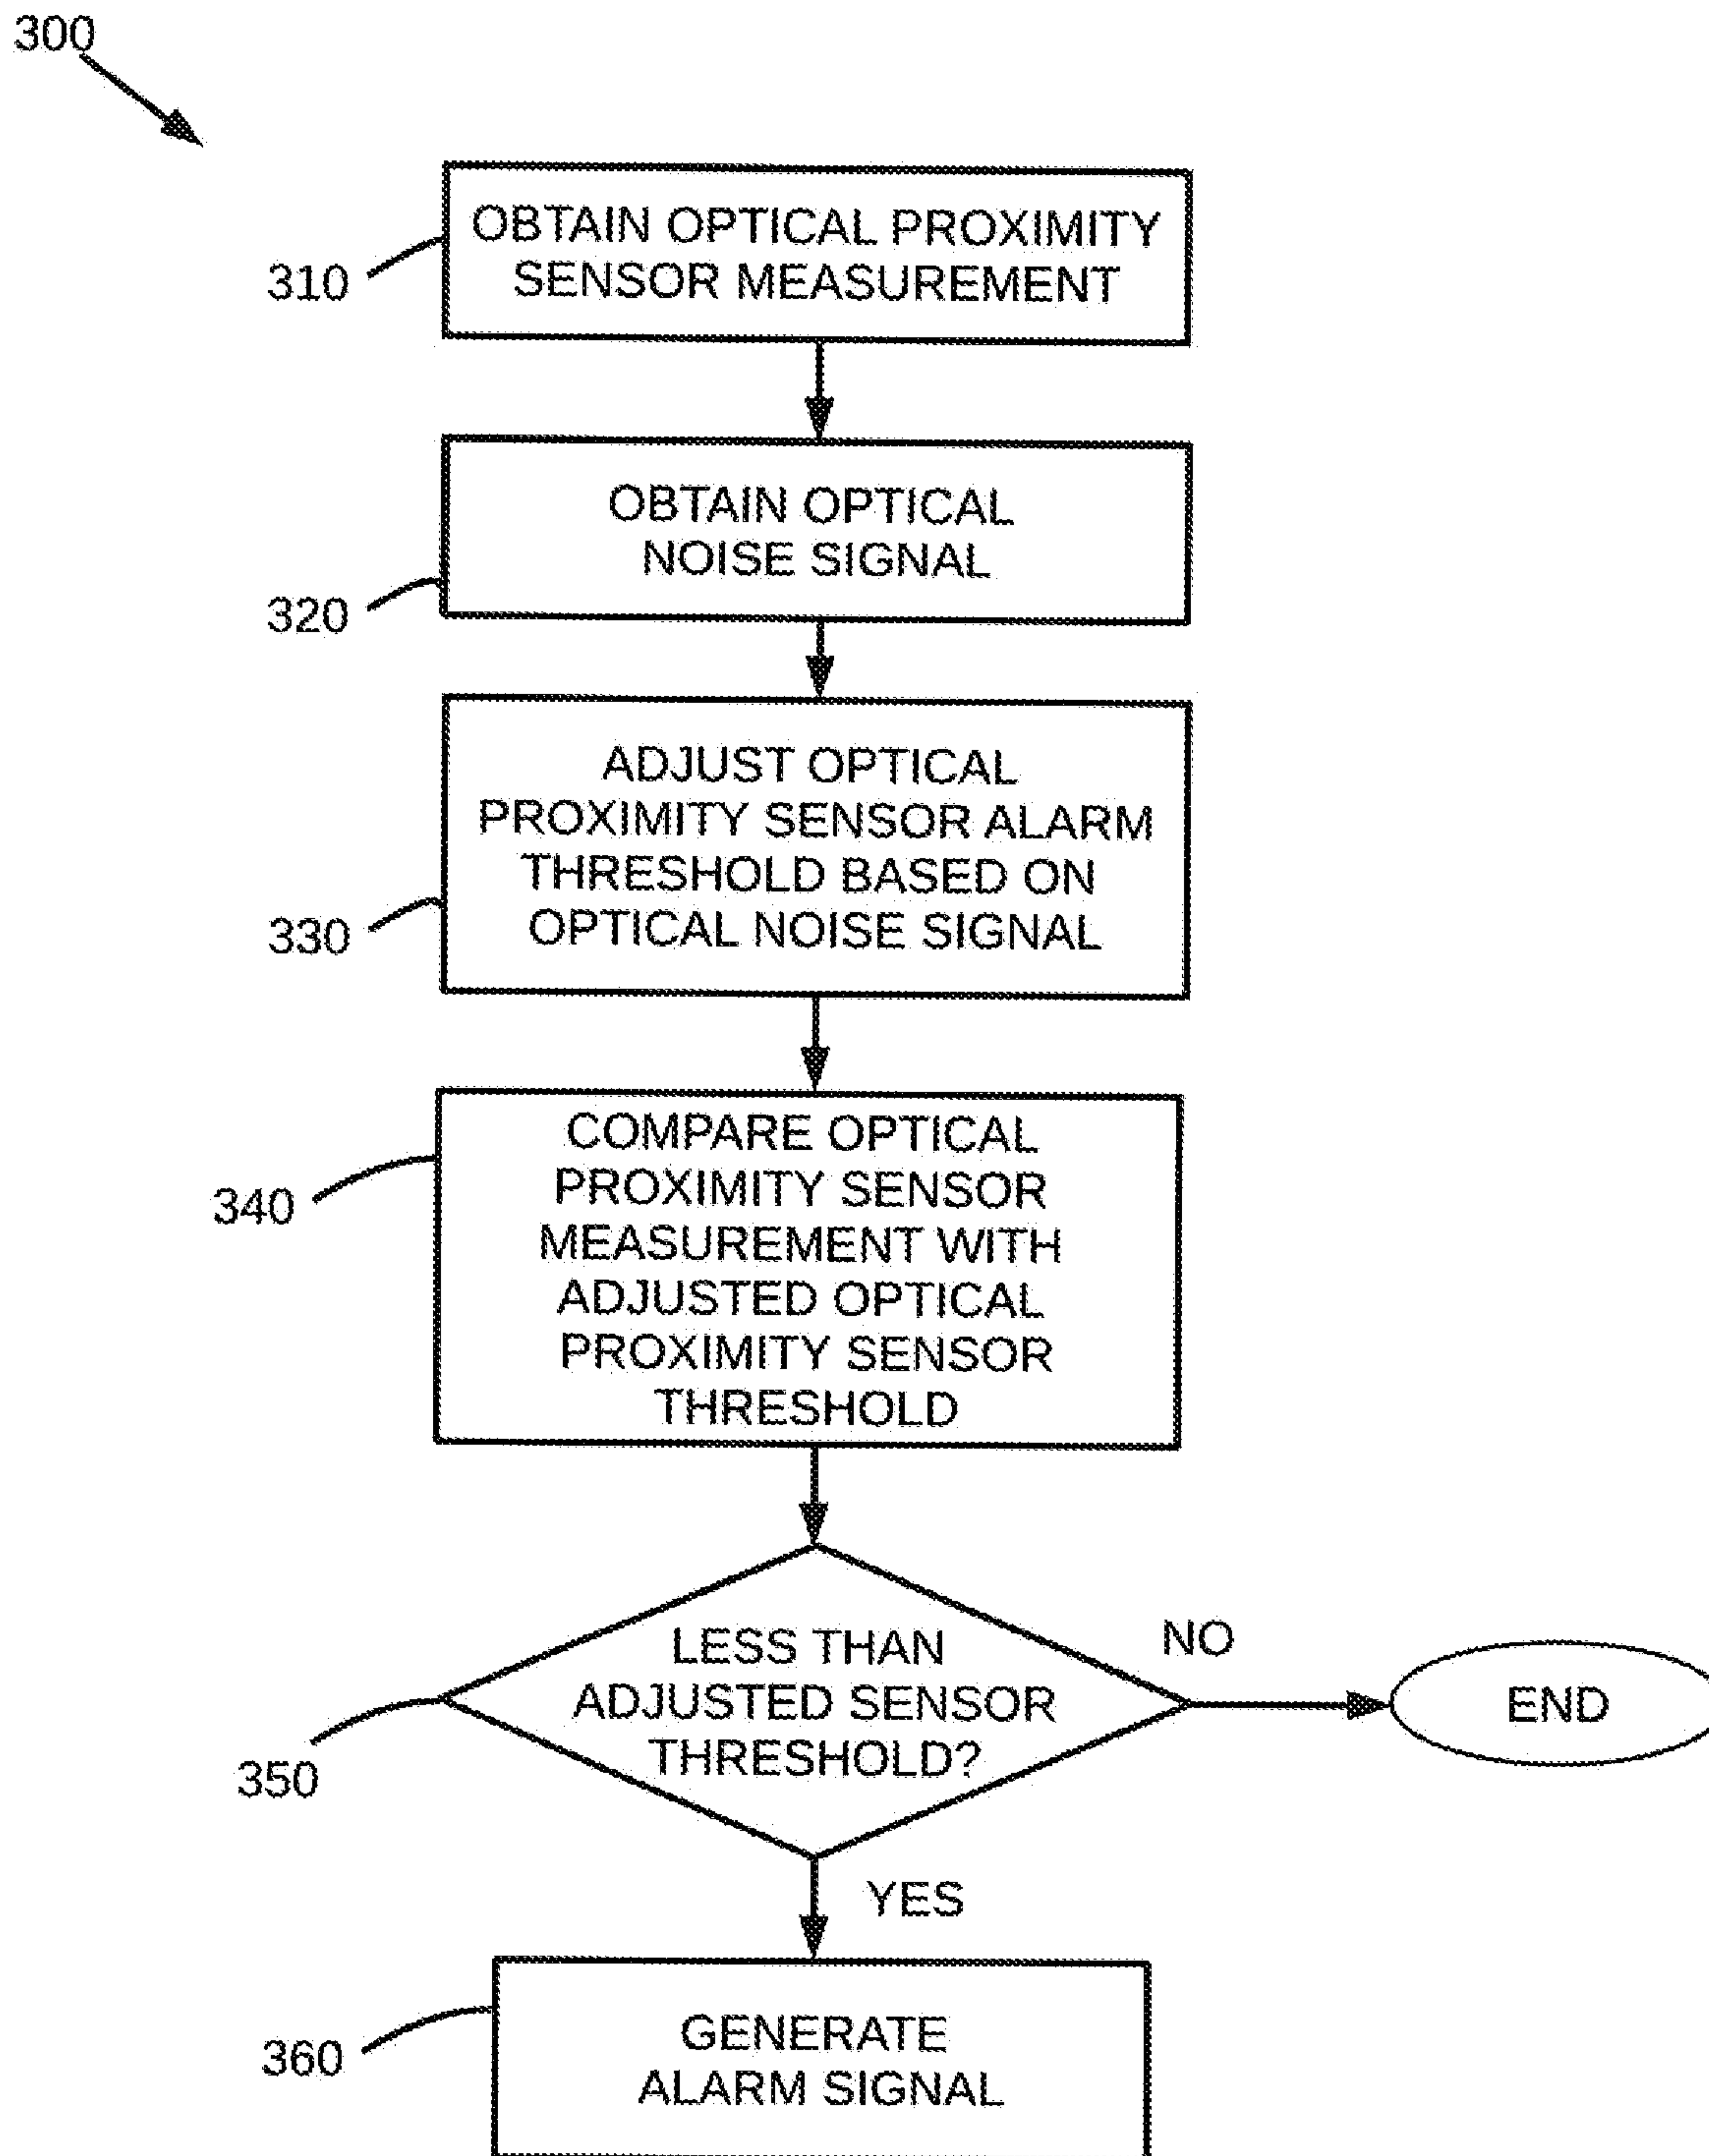 300
OBTAIN OPTICAL PROXIMITY
SENSOR MEASUREMENT
310
OBTAIN OPTICAL
NOISE SIGNAL
320
ADJUST OPTICAL
PROXIMITY SENSOR ALARM
THRESHOLD BASED ON
OPTICAL NOISE SIGNAL
330
COMPARE OPTICAL
PROXIMITY SENSOR
MEASUREMENT WITH
ADJUSTED OPTICAL
PROXIMITY SENSOR
THRESHOLD
340
LESS THAN
ADJUSTED SENSOR
THRESHOLD?
350
NO
END
YES
GENERATE
ALARM SIGNAL
360